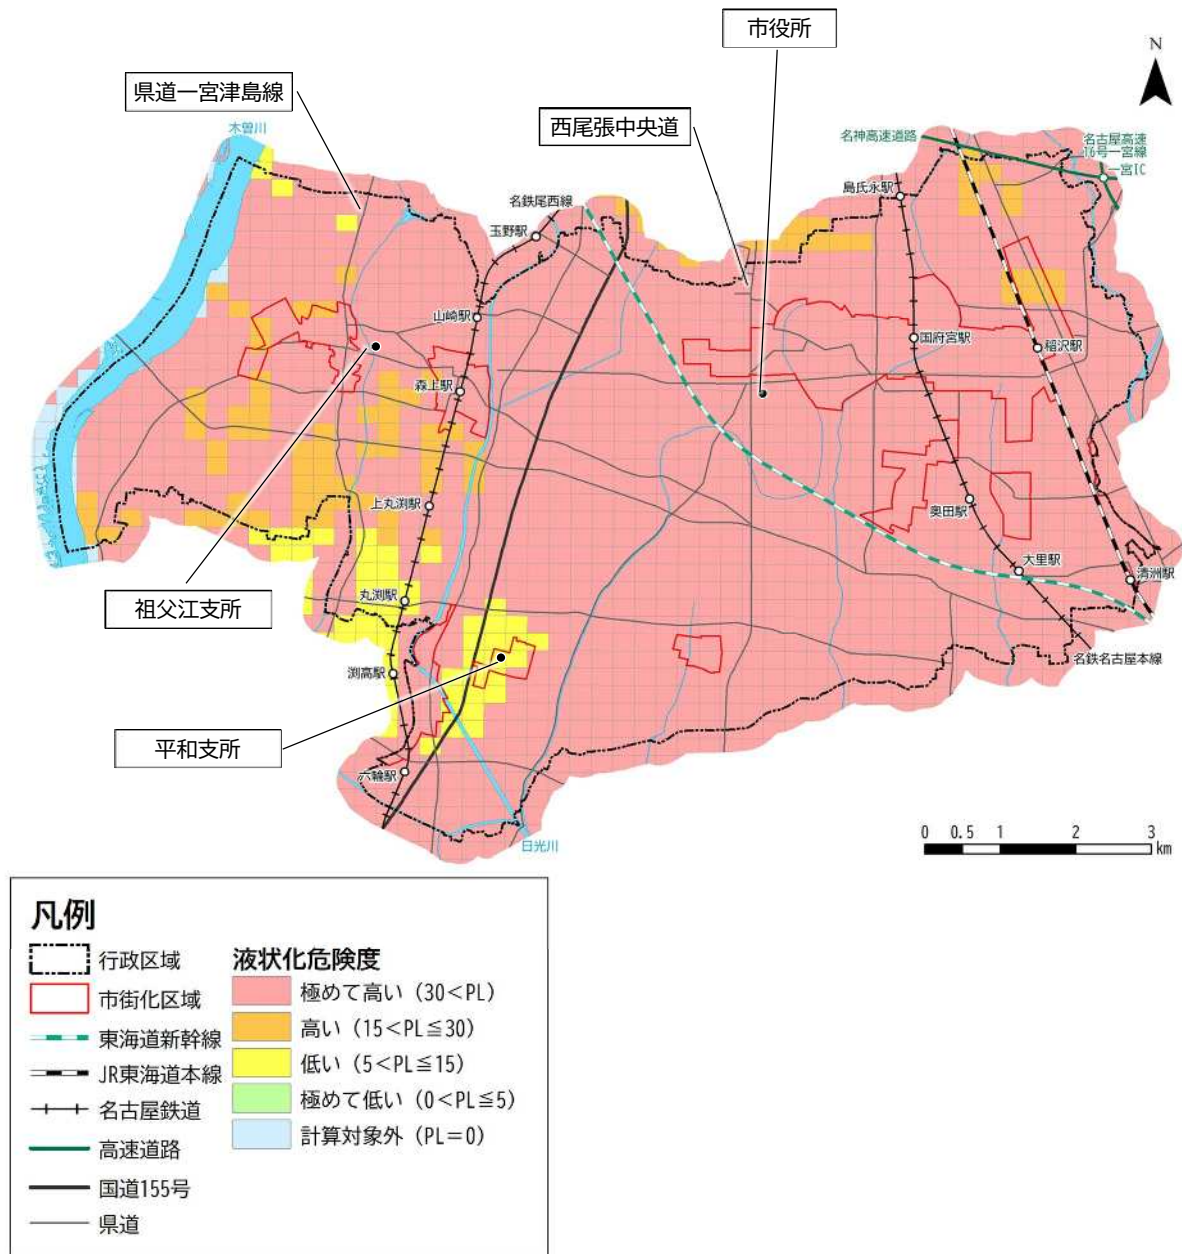 市役所
N
県道一宮津島線
西尾張中央道
木曽川
名神高速道路
名古屋高速
16号一宮線
一宮IC
島氏永駅
名鉄尾西線
玉野駅
山崎駅
国府宮駅
稲沢駅
森上駅
上丸渕駅
奥田駅
大里駅
清洲駅
祖父江支所
丸渕駅
渕高駅
名鉄名古屋本線
平和支所
六輪駅
日光川
0 0.5 1 2 3
km
凡例
行政区域
市街化区域
東海道新幹線
JR東海道本線
名古屋鉄道
高速道路
国道155号
県道
液状化危険度
極めて高い（30＜PL）
高い（15＜PL≦30）
低い（5＜PL≦15）
極めて低い（0＜PL≦5）
計算対象外（PL＝0）